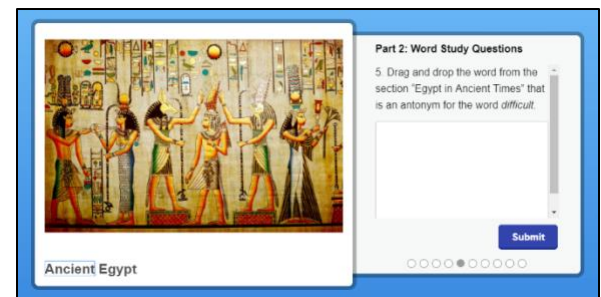 Ancient Egypt
Part 2: Word Study Questions
5. Drag and drop the word from the
section "Egypt in Ancient Times" that
is an antonym for the word difficult.
Submit